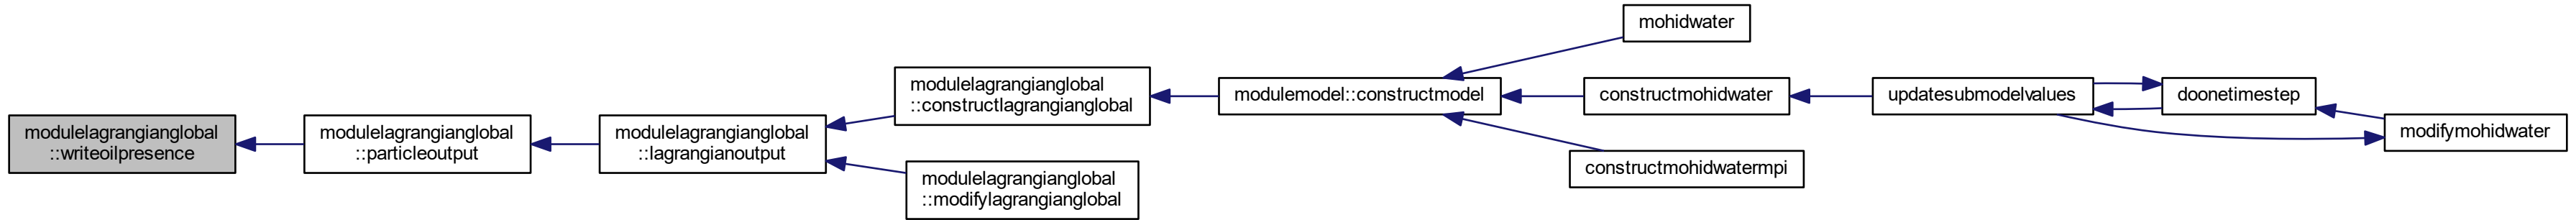 modulelagrangianglobal
::writeoilpresence
modulelagrangianglobal
::particleoutput
modulelagrangianglobal
::lagrangianoutput
modulelagrangianglobal
::constructlagrangianglobal
modulelagrangianglobal
::modifylagrangianglobal
modulemodel::constructmodel
mohidwater
constructmohidwater
constructmohidwatermpi
updatesubmodelvalues
doonetimestep
modifymohidwater